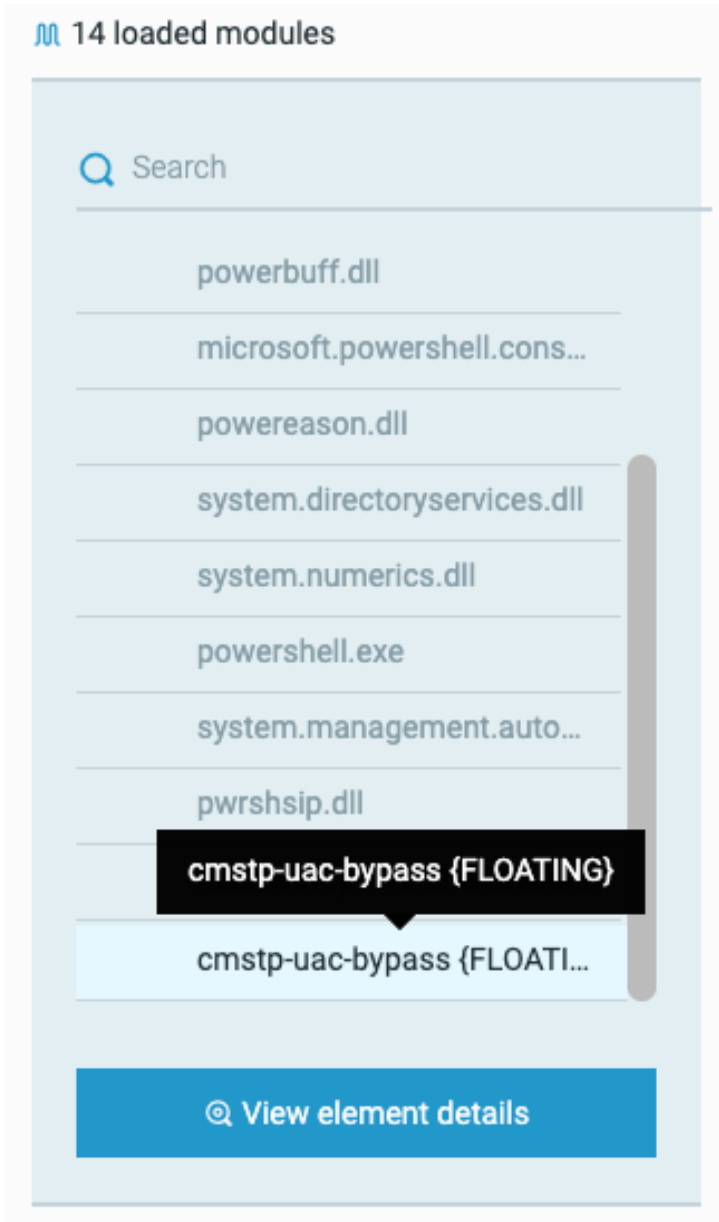 14 loaded modules
Search
powerbuff.dll
microsoft.powershell.cons...
powereason.dll
system.directoryservices.dll
system.numerics.dll
powershell.exe
system.management.auto...
pwrshsip.dll
cmstp-uac-bypass {FLOATING}
cmstp-uac-bypass {FLOATI...
View element details